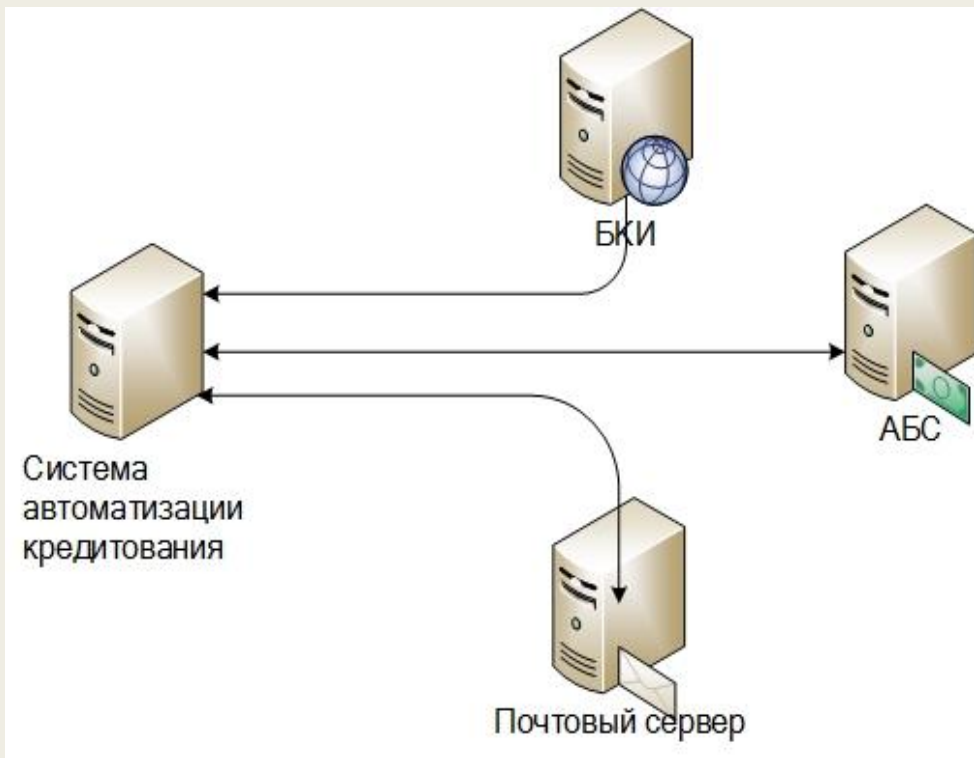 БКИ
АБС
Система
автоматизации
кредитования
Почтовый сервер